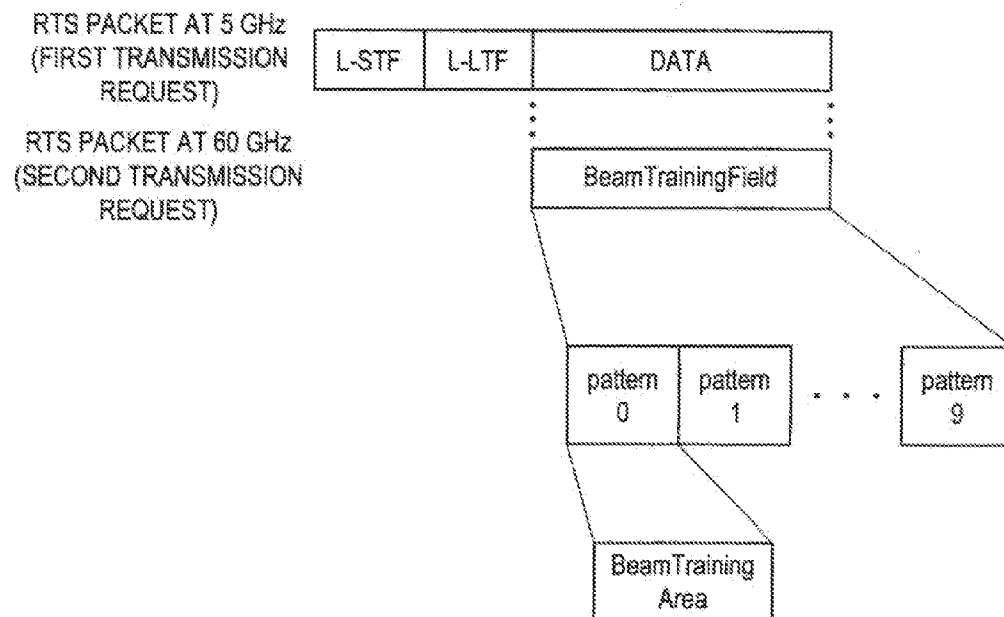 RTS PACKET AT 5 GHz
(FIRST TRANSMISSION
REQUEST)
L-STF L-LTF DATA
RTS PACKET AT 60 GHz
(SECOND TRANSMISSION
REQUEST)
BeamTrainingField
pattern
0
pattern
1
pattern
9
BeamTraining
Area